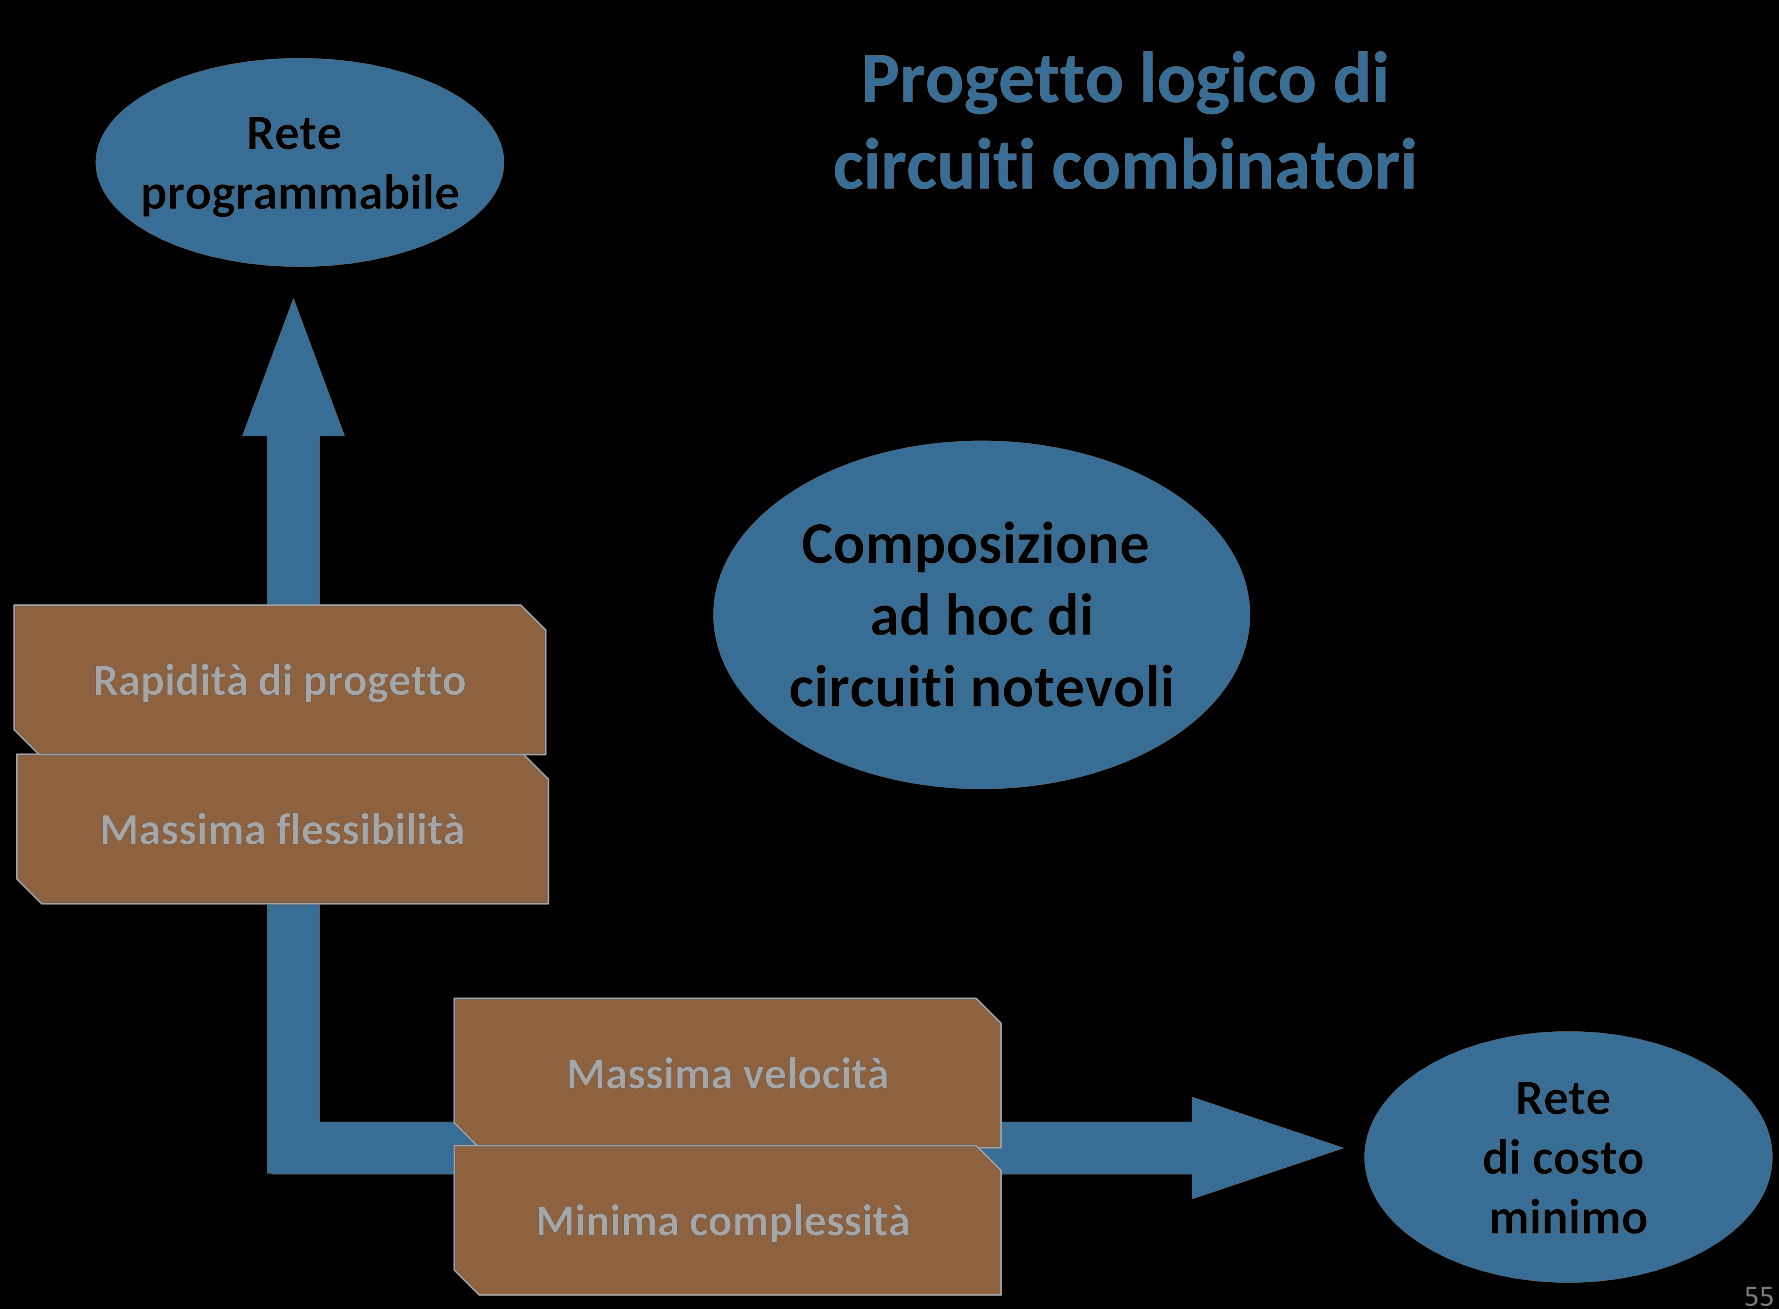 Progetto logico di
circuiti combinatori
Rete
programmabile
Composizione
ad hoc di
circuiti notevoli
Rapidità di progetto
Massima flessibilità
Massima velocità
Minima complessità
Rete
di costo
minimo
55